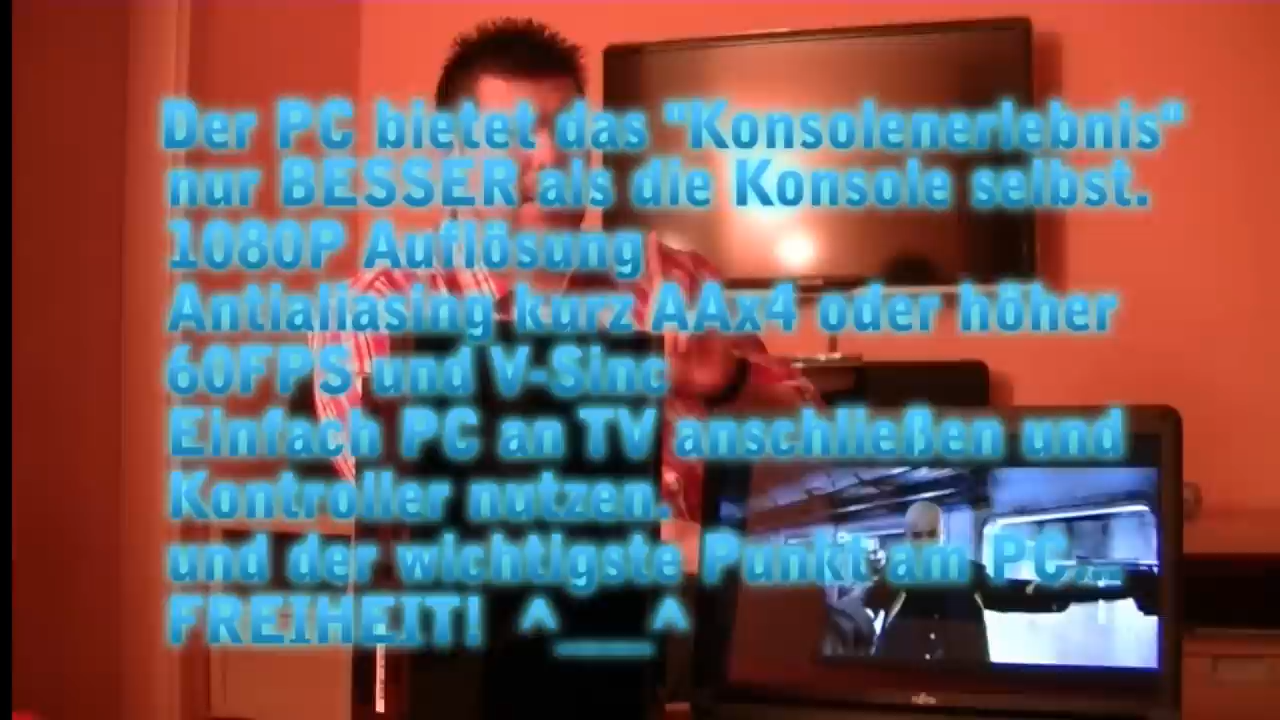 Der PC bietet das "Konsolenerlebnis"
nur BESSER als die Konsole selbst.
1080P Auflösung
Antialiasing kurz AAx4 oder höher
60FPS und V-Sinc
Einfach PC an TV anschließen und
Kontroller nutzen.
und der wichtigste Punkt am PC...
FREIHEIT! ^__^